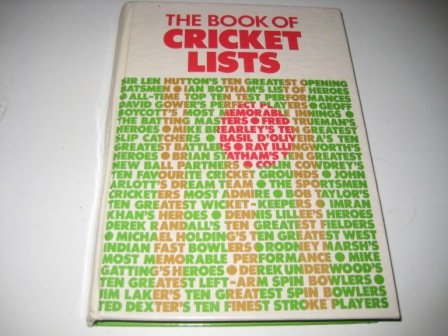 THE BOOK OF
CRICKET
LISTS
SIR LEN HUTTON'S TEN GREATEST OPENING
BATSMEN • IAN BOTHAM'S LIST OF HEROES
• ALL-TIME TOP TEN TEST PERFORMANCES
DAVID GOWER'S PERFECT PLAYERS • GEOFF
BOYCOTT'S MOST MEMORABLE INNINGS •
THE BATTING MASTERS • FRED TRUEMAN'S
HEROES • MIKE BREARLEY'S TEN GREATEST
SLIP CATCHERS • BASIL D'OLIVEIRA'S TEN
GREATEST BATTLERS • RAY ILLINGWORTH'S
HEROES • BRIAN STATHAM'S TEN GREATEST
NEW BALL PARTNERS • COLIN COWDREY'S
TEN FAVOURITE CRICKET GROUNDS • JOHN
ARLOTT'S DREAM TEAM • THE SPORTSMEN
CRICKETERS MOST ADMIRE • BOB TAYLOR'S
TEN GREATEST WICKET-KEEPERS • IMRAN
KHAN'S HEROES • DENNIS LILLEE'S HEROES
DEREK RANDALL'S TEN GREATEST FIELDERS
• MICHAEL HOLDING'S TEN GREATEST WEST
INDIAN FAST BOWLERS • RODNEY MARSH'S
MOST MEMORABLE PERFORMANCE • MIKE
GATTING'S HEROES • DEREK UNDERWOOD'S
TEN GREATEST LEFT-ARM SPIN BOWLERS
JIM LAKER'S TEN GREATEST SPIN BOWLERS
TED DEXTER'S TEN FINEST STROKE PLAYERS